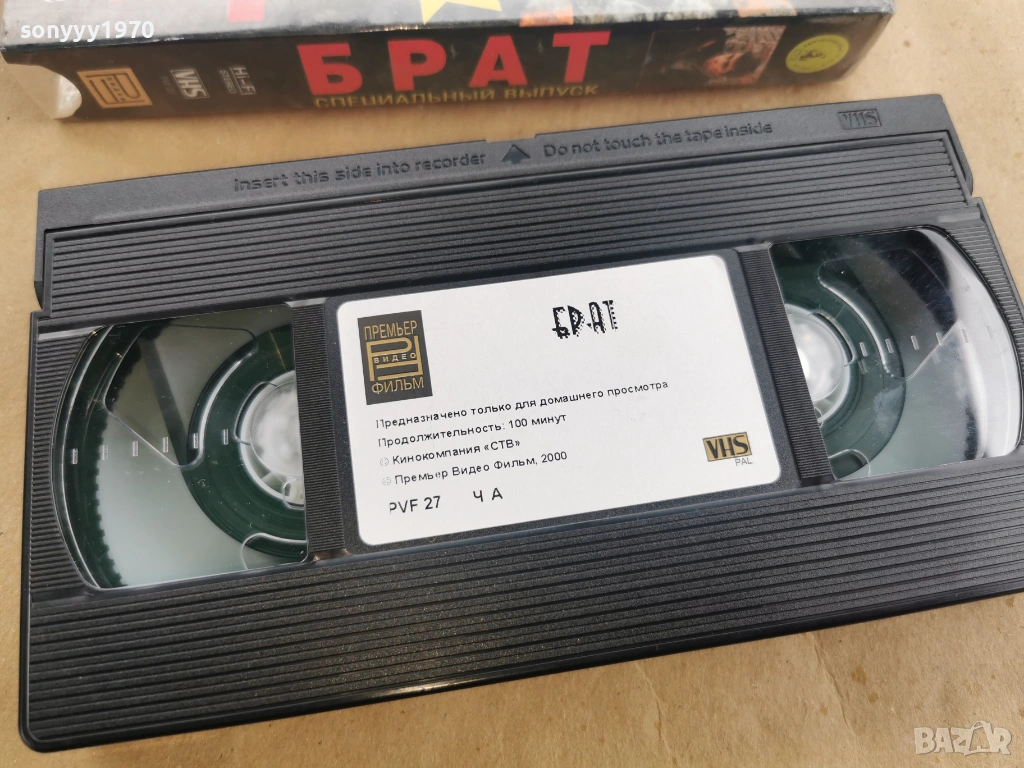 sonyyy1970
БРАТ
СПЕЦИАЛЬНЫЙ ВЫПУСК
VHS
HI-FI
Insert this side into recorder
Do not touch the tape inside
VHS
ПРЕМЬЕР
ВИДЕО
ФИЛЬМ
БРАТ
Предназначено только для домашнего просмотра
Продолжительность: 100 минут
© Кинокомпания «СТВ»
© Премьер Видео Фильм, 2000
PVF 27 Ч А
VHS
PAL
BAZAR